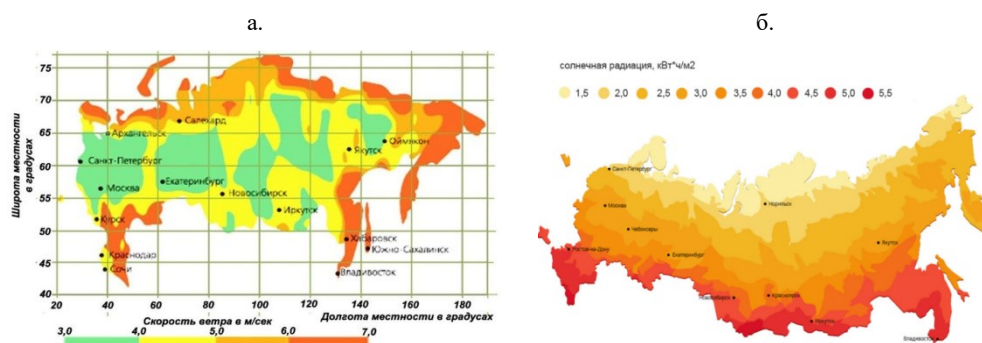 а.
б.
75
70
65
60
55
50
45
40
Широта местности
в градусах
Архангельск
Салехард
Оймякон
Якутск
Санкт-Петербург
Москва
Екатеринбург
Новосибирск
Иркутск
Курск
Краснодар
Сочи
Хабаровск
Южно-Сахалинск
Владивосток
20 40 60 80 100 120 140 160 180
Скорость ветра в м/сек Долгота местности в градусах
3,0 4,0 5,0 6,0 7,0
солнечная радиация, кВт*ч/м2
1,5 2,0 2,5 3,0 3,5 4,0 4,5 5,0 5,5
Санкт-Петербург
Москва
Норильск
Чебоксары
Ростов-на-Дону
Екатеринбург
Якутск
Новосибирск
Красноярск
Иркутск
Владивосток